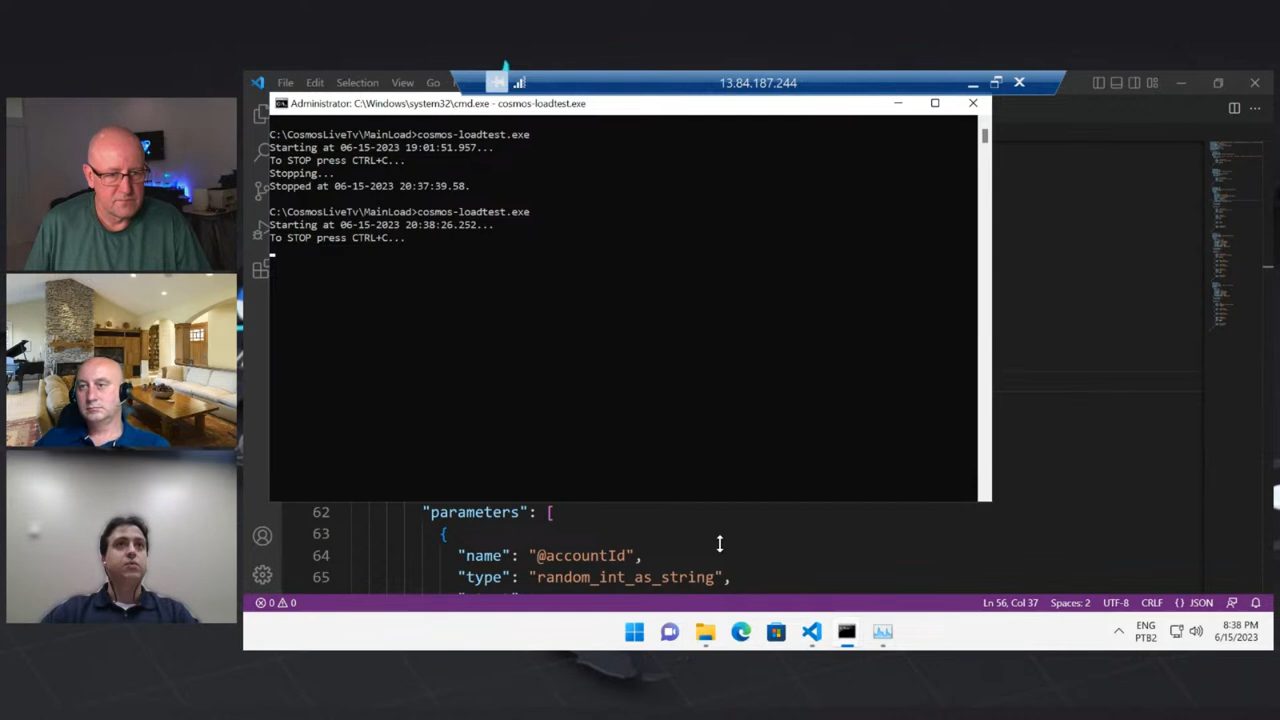 File Edit Selection View Go
13.84.187.244
Administrator: C:\Windows\system32\cmd.exe - cosmos-loadtest.exe
C:\CosmosLiveTv\MainLoad>cosmos-loadtest.exe
Starting at 06-15-2023 19:01:51.957...
To STOP press CTRL+C...
Stopping...
Stopped at 06-15-2023 20:37:39.58.
C:\CosmosLiveTv\MainLoad>cosmos-loadtest.exe
Starting at 06-15-2023 20:38:26.252...
To STOP press CTRL+C...
62 "parameters": [
63 {
64 "name": "@accountId",
65 "type": "random_int_as_string",
0 0 Ln 56, Col 37 Spaces: 2 UTF-8 CRLF {} JSON
ENG
PTB2
8:38 PM
6/15/2023